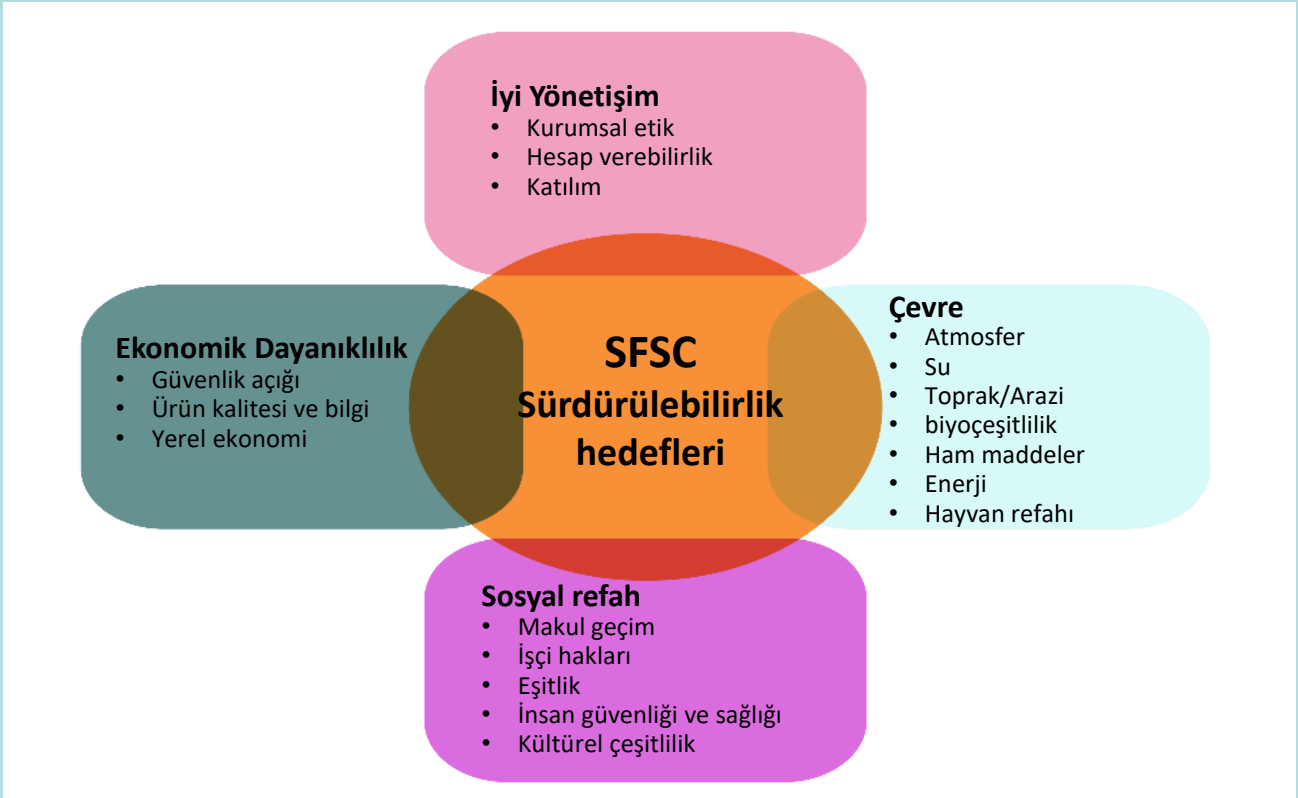 İyi Yönetişim
• Kurumsal etik
• Hesap verebilirlik
• Katılım
Ekonomik Dayanıklılık
• Güvenlik açığı
• Ürün kalitesi ve bilgi
• Yerel ekonomi
SFSC
Sürdürülebilirlik
hedefleri
Çevre
• Atmosfer
• Su
• Toprak/Arazi
• biyoçeşitlilik
• Ham maddeler
• Enerji
• Hayvan refahı
Sosyal refah
• Makul geçim
• İşçi hakları
• Eşitlik
• İnsan güvenliği ve sağlığı
• Kültürel çeşitlilik